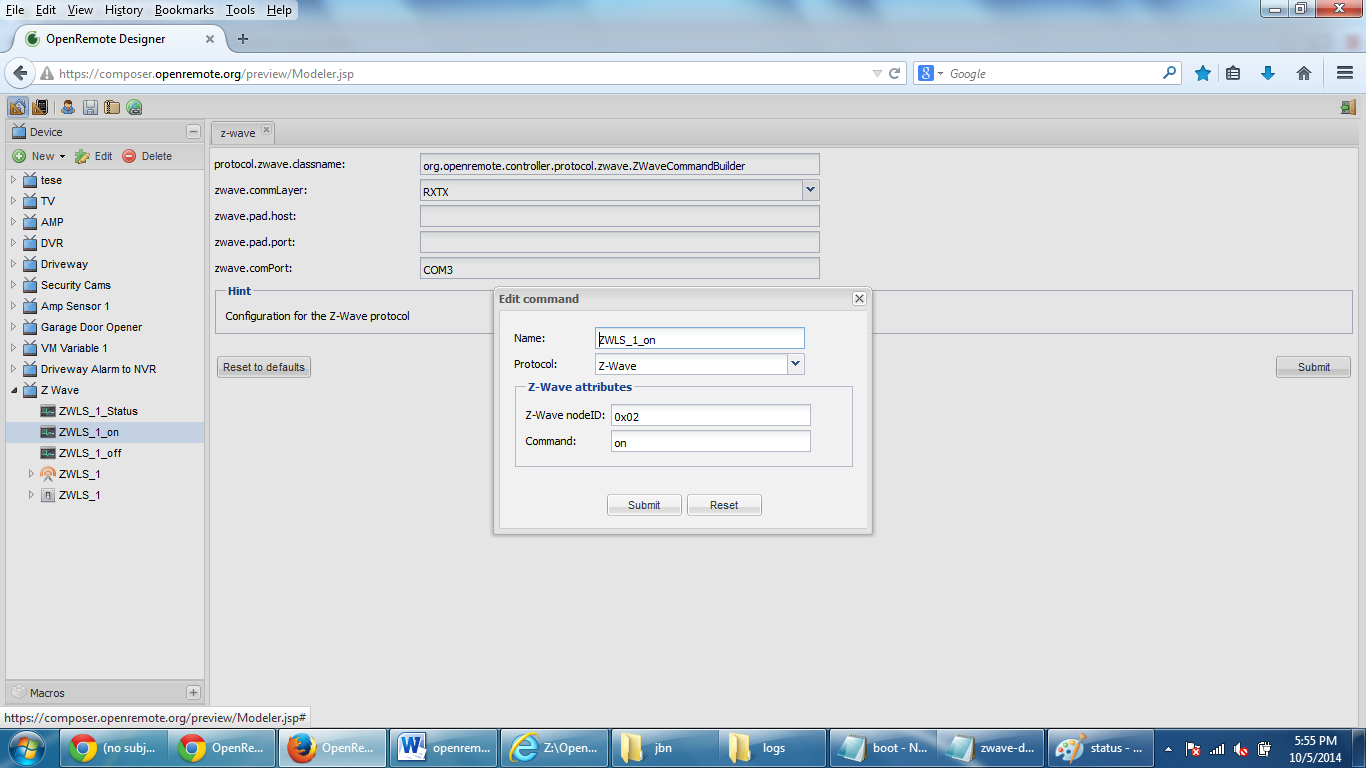 File Edit View History Bookmarks Tools Help
OpenRemote Designer
https://composer.openremote.org/preview/Modeler.jsp
Google
Device
New Edit Delete
tese
TV
AMP
DVR
Driveway
Security Cams
Amp Sensor 1
Garage Door Opener
VM Variable 1
Driveway Alarm to NVR
Z Wave
ZWLS_1_Status
ZWLS_1_on
ZWLS_1_off
ZWLS_1
ZWLS_1
Macros
z-wave
protocol.zwave.classname: org.openremote.controller.protocol.zwave.ZWaveCommandBuilder
zwave.commLayer: RXTX
zwave.pad.host:
zwave.pad.port:
zwave.comPort: COM3
Hint
Configuration for the Z-Wave protocol
Reset to defaults
Submit
Edit command
Name: ZWLS_1_on
Protocol: Z-Wave
Z-Wave attributes
Z-Wave nodeID: 0x02
Command: on
Submit Reset
https://composer.openremote.org/preview/Modeler.jsp#
(no subj... OpenRe... OpenRe... openrem... Z:\Open... jbn logs boot - N... zwave-d... status - ...
5:55 PM
10/5/2014